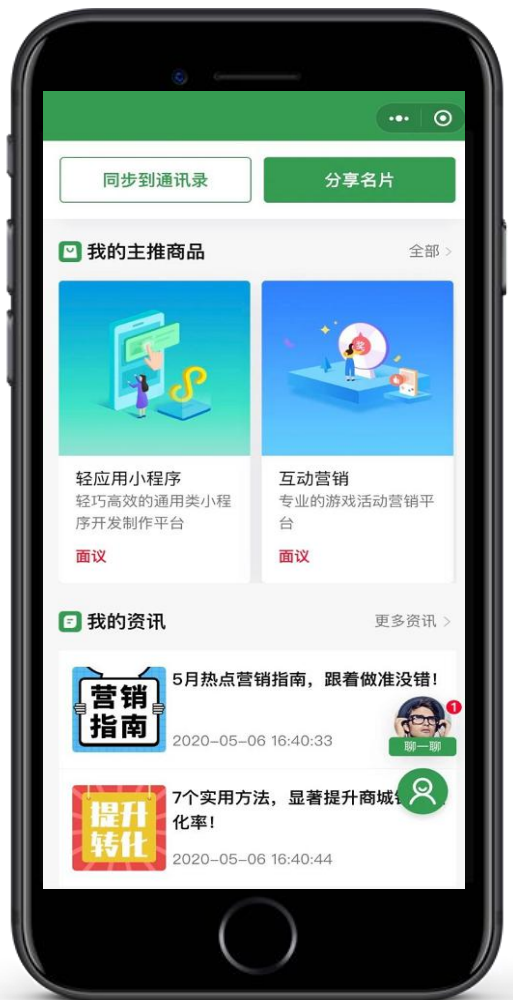 同步到通讯录
分享名片
我的主推商品
全部
轻应用小程序
轻巧高效的通用类小程
序开发制作平台
面议
互动营销
专业的游戏活动营销平
台
面议
我的资讯
更多资讯
营销
指南
5月热点营销指南，跟着做准没错！
2020-05-06 16:40:33
1
聊一聊
提升
转化
7个实用方法，显著提升商城
化率！
2020-05-06 16:40:44